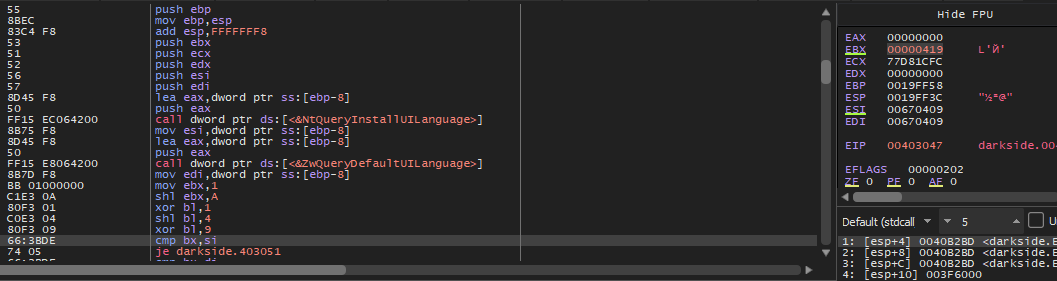 Hide FPU
55 push ebp
8BEC mov ebp,esp
83C4 F8 add esp,FFFFFFF8
53 push ebx
51 push ecx
52 push edx
56 push esi
57 push edi
8D45 F8 lea eax,dword ptr ss:[ebp-8]
50 push eax
FF15 EC064200 call dword ptr ds:[<&NtQueryInstallUILanguage>]
8B75 F8 mov esi,dword ptr ss:[ebp-8]
8D45 F8 lea eax,dword ptr ss:[ebp-8]
50 push eax
FF15 E8064200 call dword ptr ds:[<&ZwQueryDefaultUILanguage>]
8B7D F8 mov edi,dword ptr ss:[ebp-8]
BB 01000000 mov ebx,1
C1E3 0A shl ebx,A
80F3 01 xor bl,1
C0E3 04 shl bl,4
80F3 09 xor bl,9
66:3BDE cmp bx,si
74 05 je darkside.403051
EAX 00000000
EBX 00000419 L'Й'
ECX 77D81CFC
EDX 00000000
EBP 0019FF58
ESP 0019FF3C "½²@"
ESI 00670409
EDI 00670409
EIP 00403047 darkside.004
EFLAGS 00000202
ZF 0 PF 0 AF 0
Default (stdcall 5
1: [esp+4] 0040B2BD <darkside.E
2: [esp+8] 0040B2BD <darkside.E
3: [esp+C] 0040B2BD <darkside.E
4: [esp+10] 003F6000